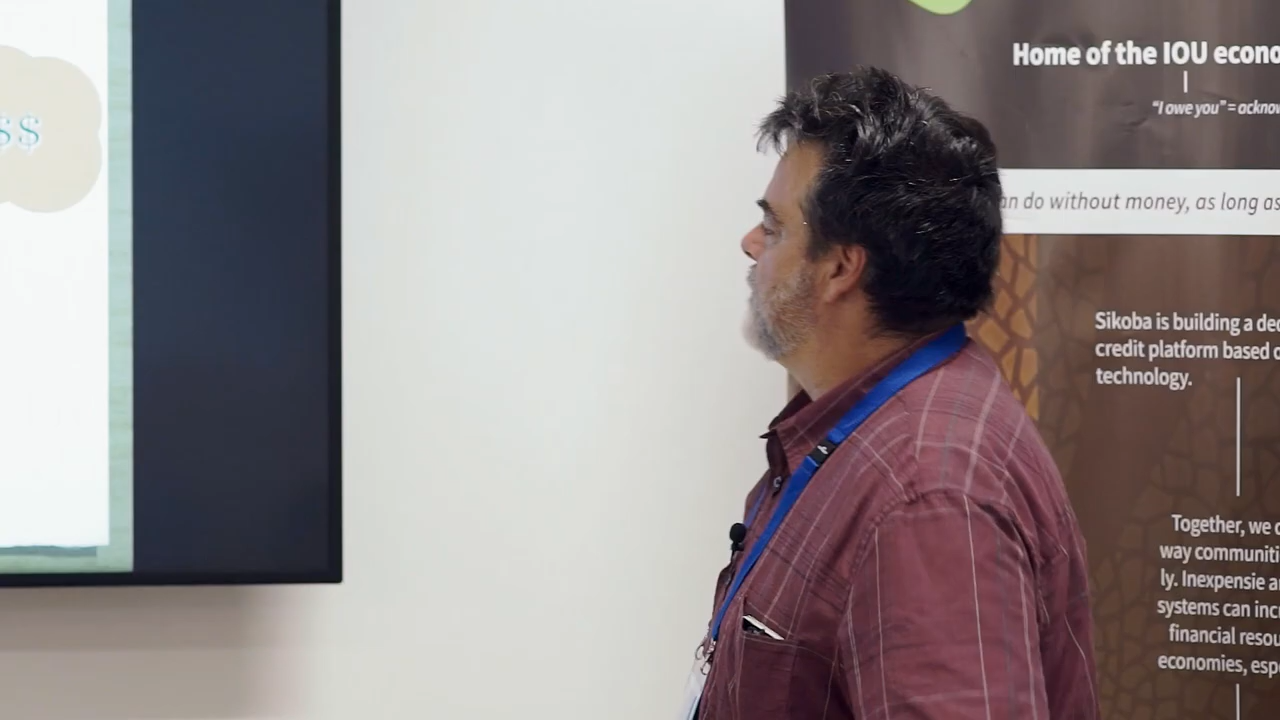 $$
Home of the IOU econo
“I owe you” = acknow
an do without money, as long as
Sikoba is building a dec
credit platform based o
technology.
Together, we c
way communiti
ly. Inexpensie a
systems can incr
financial resou
economies, espe